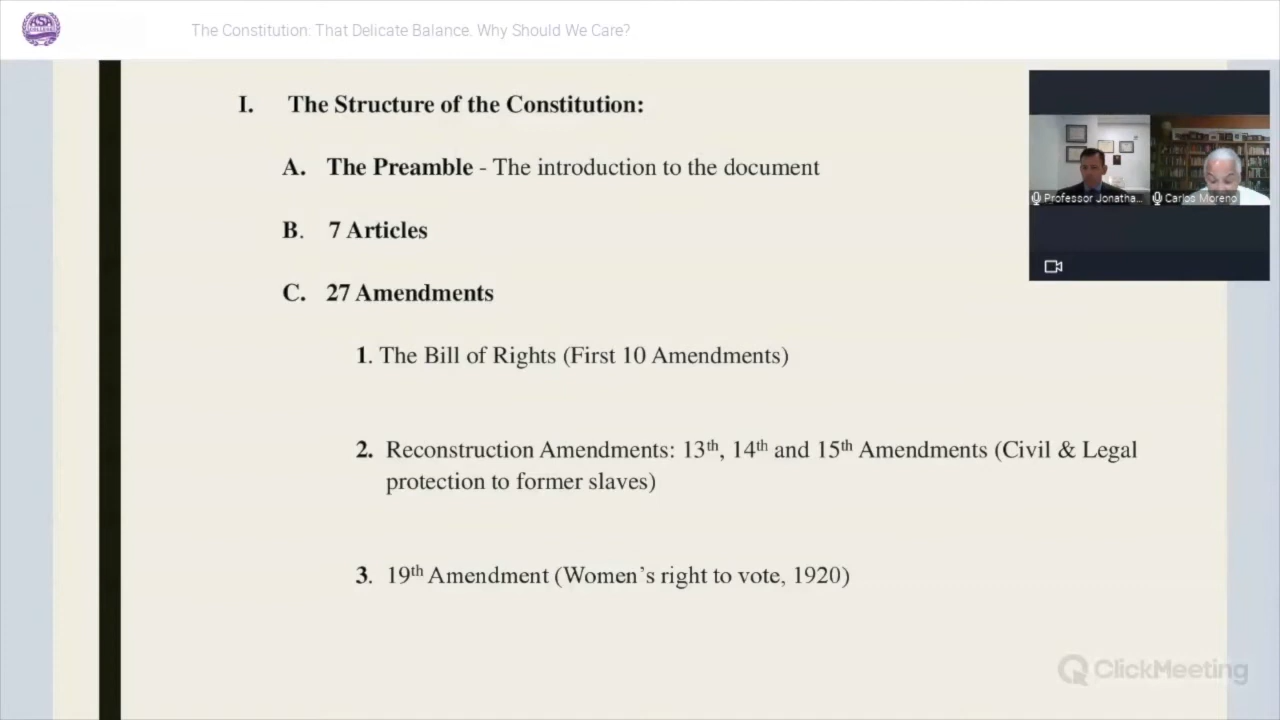 The Constitution: That Delicate Balance. Why Should We Care?
I. The Structure of the Constitution:
A. The Preamble - The introduction to the document
B. 7 Articles
C. 27 Amendments
1. The Bill of Rights (First 10 Amendments)
2. Reconstruction Amendments: 13th, 14th and 15th Amendments (Civil & Legal
protection to former slaves)
3. 19th Amendment (Women's right to vote, 1920)
Professor Jonatha...
Carlos Moreno
ClickMeeting